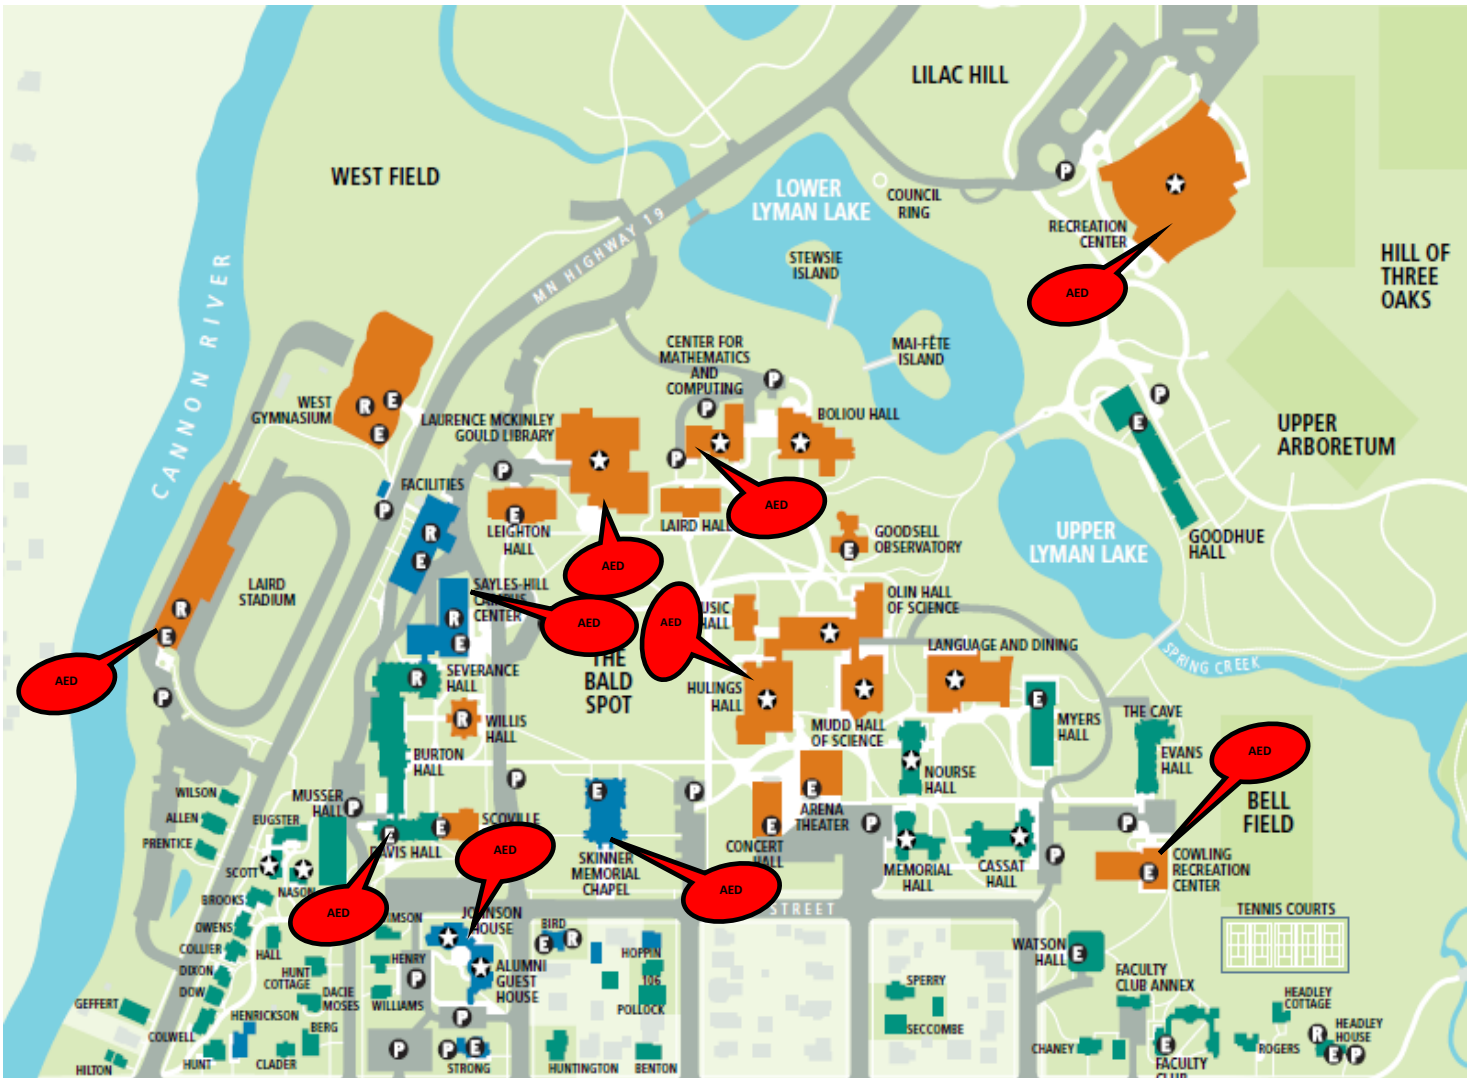 LILAC HILL
WEST FIELD
LOWER
LYMAN LAKE
COUNCIL
RING
MN HIGHWAY 19
RECREATION
CENTER
STEWSIE
ISLAND
HILL OF
THREE
OAKS
AED
CANNON RIVER
CENTER FOR
MATHEMATICS
AND
COMPUTING
MAI-FÊTE
ISLAND
WEST
GYMNASIUM
LAURENCE MCKINLEY
GOULD LIBRARY
BOLIOU HALL
UPPER
ARBORETUM
FACILITIES
AED
LEIGHTON
HALL
LAIRD HALL
GOODSELL
OBSERVATORY
UPPER
LYMAN LAKE
GOODHUE
HALL
AED
LAIRD
STADIUM
SAYLES-HILL
CAMPUS
CENTER
AED
AED
MUSIC
HALL
OLIN HALL
OF SCIENCE
LANGUAGE AND DINING
SPRING CREEK
AED
SEVERANCE
HALL
THE
BALD
SPOT
HULINGS
HALL
WILLIS
HALL
MUDD HALL
OF SCIENCE
MYERS
HALL
THE CAVE
EVANS
HALL
AED
BURTON
HALL
NOURSE
HALL
WILSON
MUSSER
HALL
ALLEN
EUGSTER
SCOVILLE
ARENA
THEATER
BELL
FIELD
PRENTICE
DAVIS HALL
AED
CONCERT
HALL
SKINNER
MEMORIAL
CHAPEL
MEMORIAL
HALL
CASSAT
HALL
COWLING
RECREATION
CENTER
SCOTT
NASON
AED
BROOKS
AED
STREET
TENNIS COURTS
OWENS
JOHNSON
HOUSE
BIRD
COLLIER
HALL
HENRY
HOPPIN
WATSON
HALL
DIXON
HUNT
COTTAGE
ALUMNI
GUEST
HOUSE
106
SPERRY
FACULTY
CLUB ANNEX
DOW
DACIE
MOSES
WILLIAMS
POLLOCK
HEADLEY
COTTAGE
GEFFERT
HENRICKSON
SECCOMBE
COLWELL
BERG
HEADLEY
HOUSE
HILTON
HUNT
CLADER
STRONG
HUNTINGTON
BENTON
CHANEY
FACULTY
CLUB
ROGERS